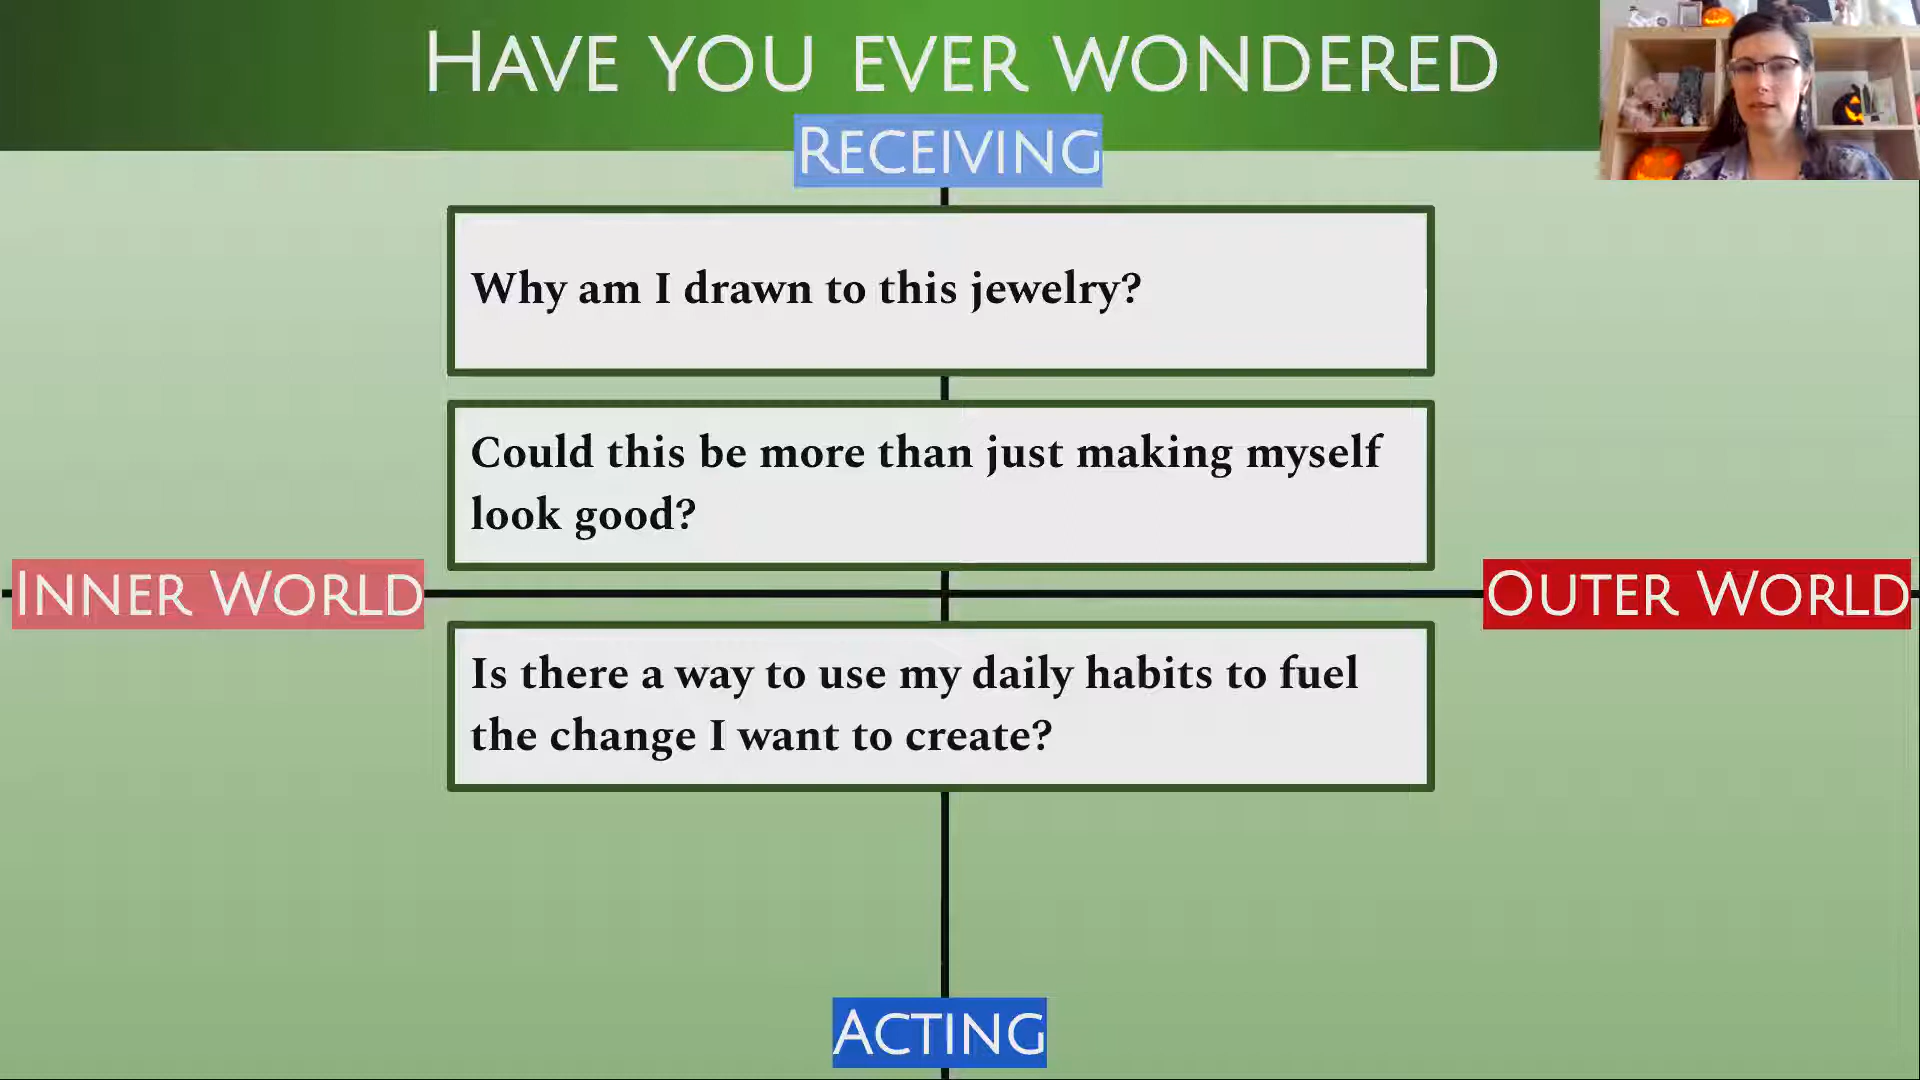 HAVE YOU EVER WONDERED
RECEIVING
Why am I drawn to this jewelry?
Could this be more than just making myself
look good?
INNER WORLD
OUTER WORLD
Is there a way to use my daily habits to fuel
the change I want to create?
ACTING